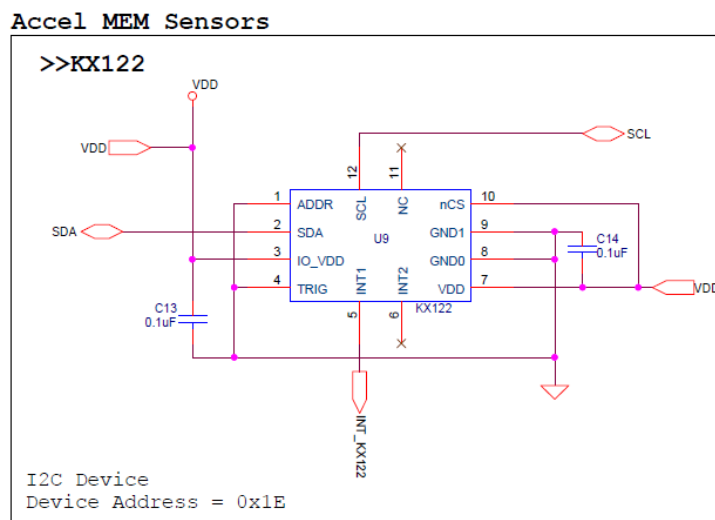 Accel MEM Sensors
>>KX122
VDD
VDD
SCL
12
11
1
ADDR
SCL
NC
nCS
10
SDA
2
SDA
U9
GND1
9
3
IO_VDD
GND0
8
C14
0.1uF
4
TRIG
INT1
INT2
VDD
7
VDD
C13
0.1uF
5
6
KX122
INT_KX122
I2C Device
Device Address = 0x1E